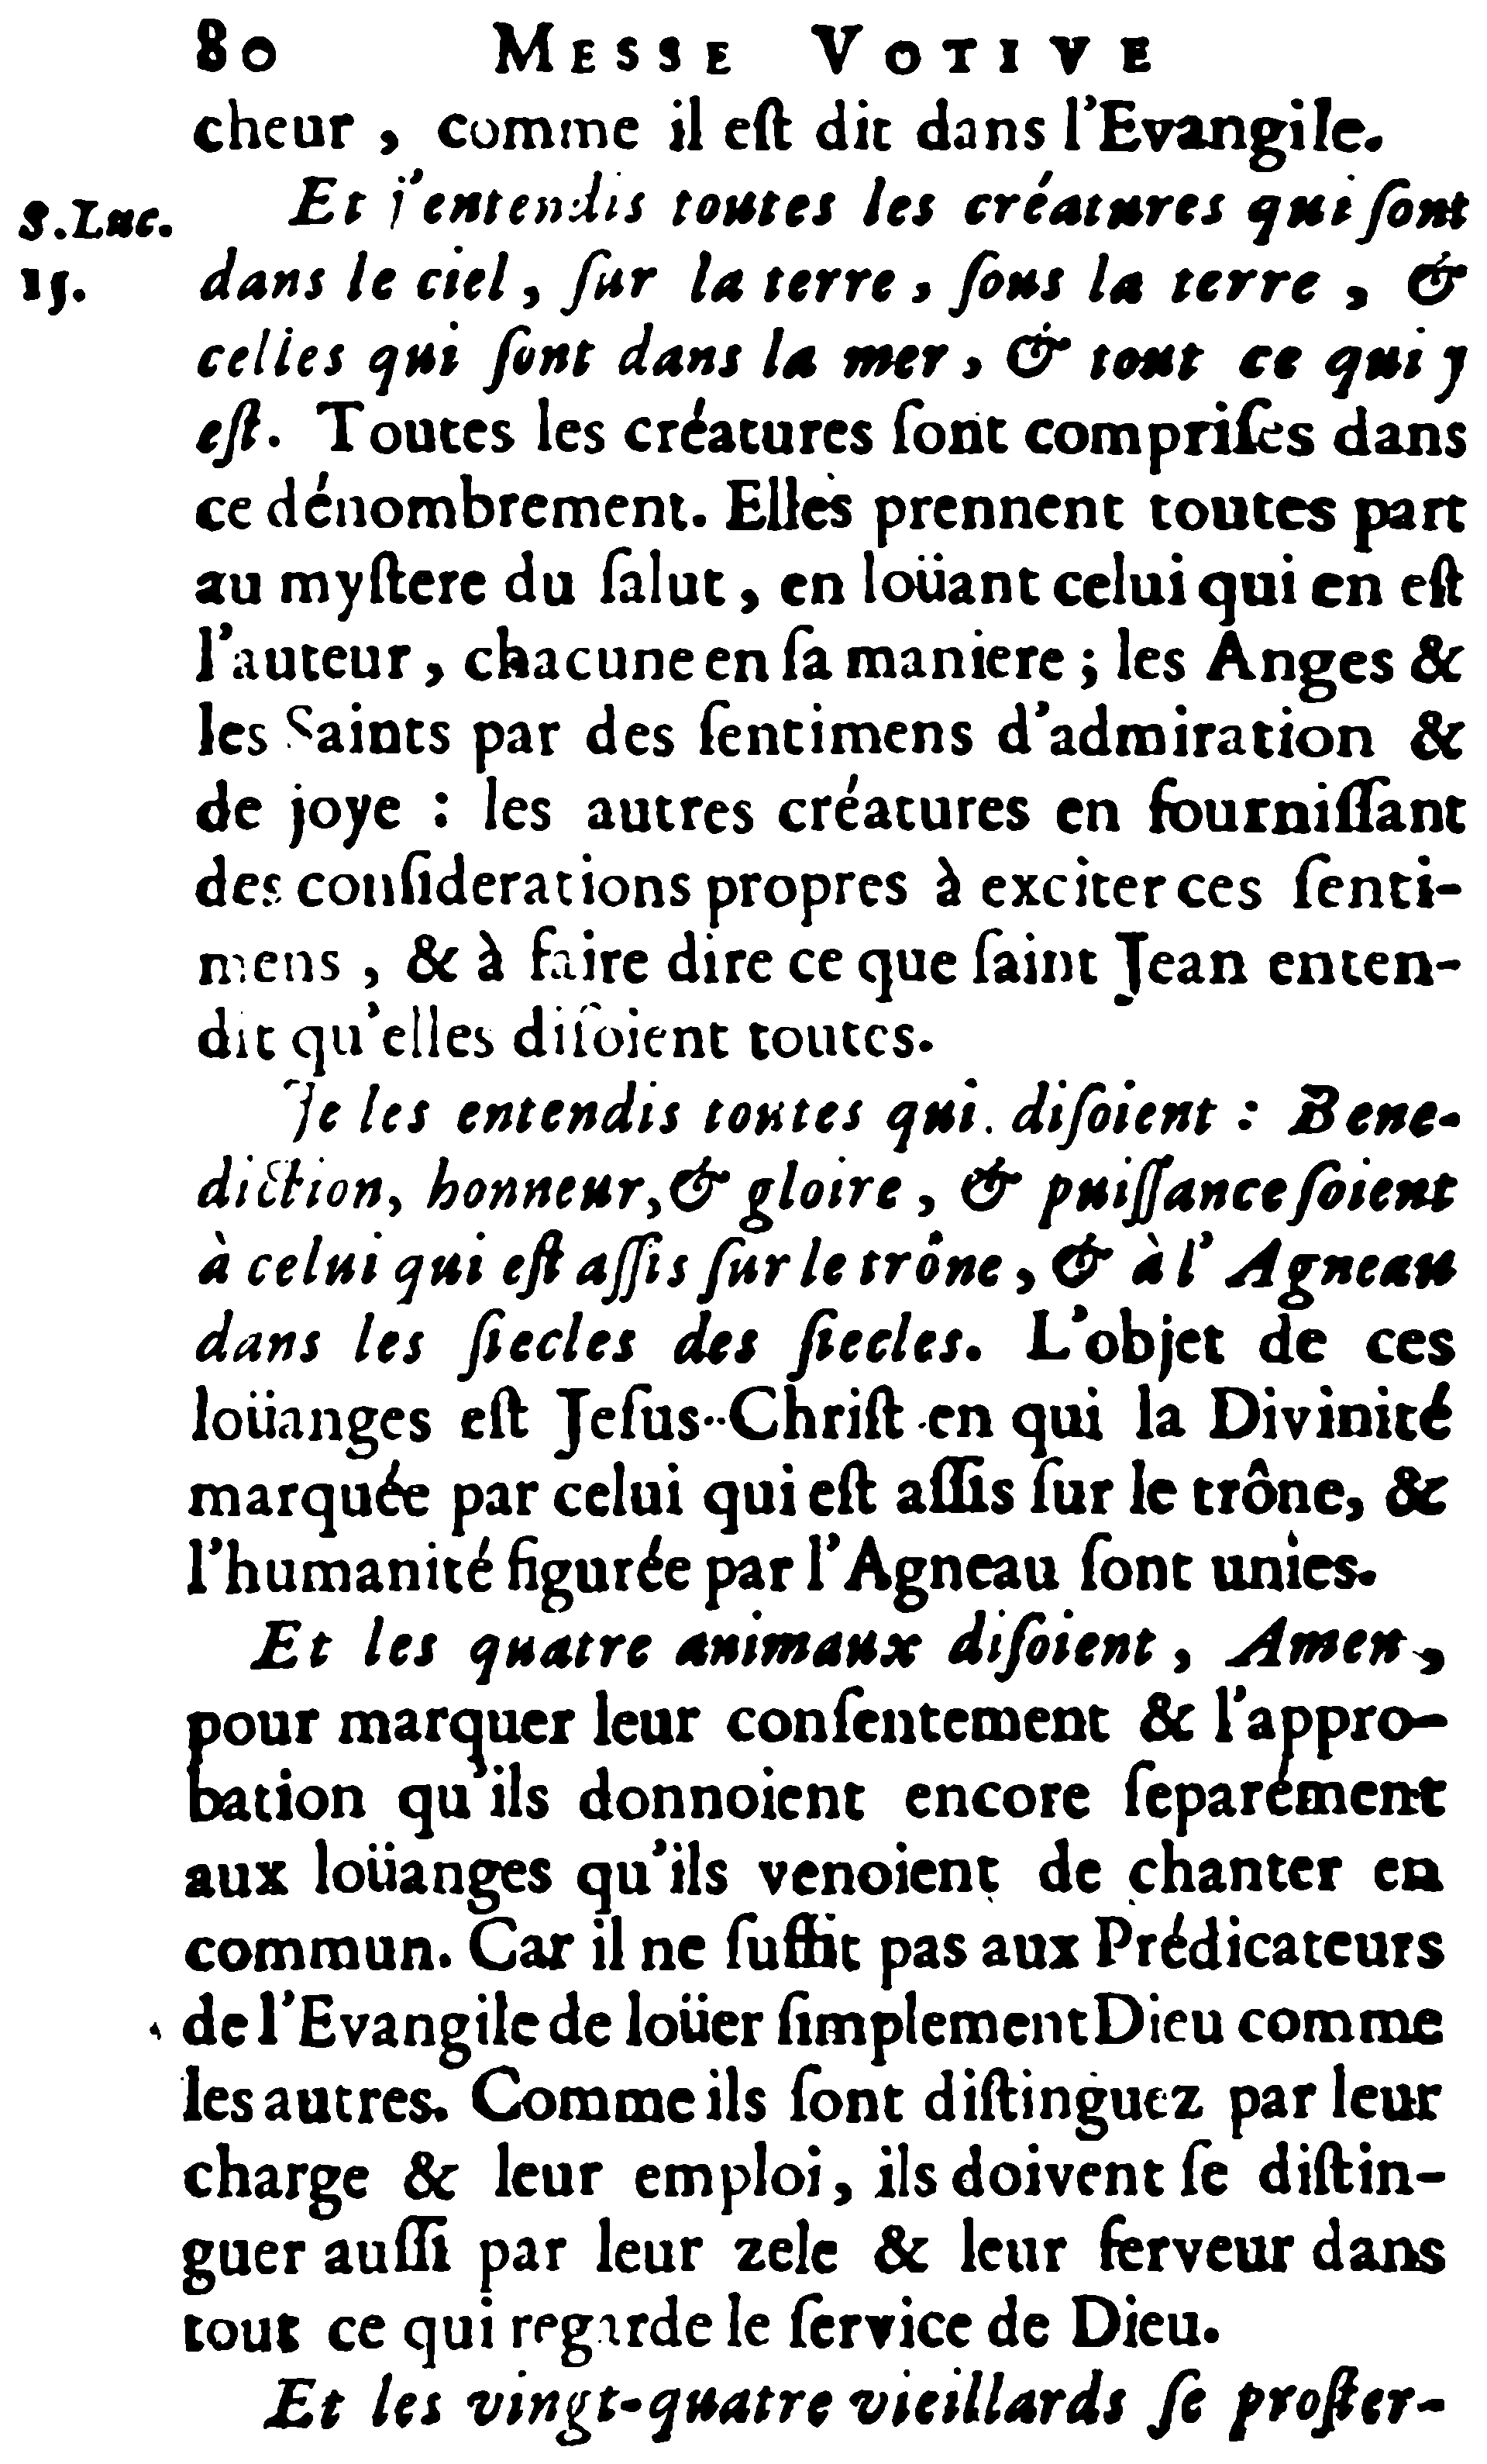 80 MESSE VOTIVE
cheur, comme il eſt dit dans l'Evangile.
Et j'entendis toutes les créatures qui ſont
S. Luc.
15.
dans le ciel, ſur la terre, ſous la terre, &
celles qui ſont dans la mer, & tout ce qui y
eſt. Toutes les créatures ſont compriſes dans
ce dénombrement. Elles prennent toutes part
au myſtere du ſalut, en loüant celui qui en eſt
l'auteur, chacune en ſa maniere ; les Anges &
les Saints par des ſentimens d'admiration &
de joye : les autres créatures en fourniſſant
des conſiderations propres à exciter ces ſenti-
mens, & à faire dire ce que ſaint Jean enten-
dit qu'elles diſoient toutes.
Je les entendis toutes qui diſoient : Bene-
diction, honneur, & gloire, & puiſſance ſoient
à celui qui eſt aſſis ſur le trône, & à l'Agneau
dans les ſiecles des ſiecles. L'objet de ces
loüanges eſt Jeſus-Chriſt en qui la Divinité
marquée par celui qui eſt aſſis ſur le trône, &
l'humanité figurée par l'Agneau ſont unies.
Et les quatre animaux diſoient, Amen,
pour marquer leur conſentement & l'appro-
bation qu'ils donnoient encore ſeparément
aux loüanges qu'ils venoient de chanter en
commun. Car il ne ſuffit pas aux Prédicateurs
de l'Evangile de loüer ſimplement Dieu comme
les autres. Comme ils ſont diſtinguez par leur
charge & leur emploi, ils doivent ſe diſtin-
guer auſſi par leur zele & leur ferveur dans
tout ce qui regarde le ſervice de Dieu.
Et les vingt-quatre vieillards ſe proſter-